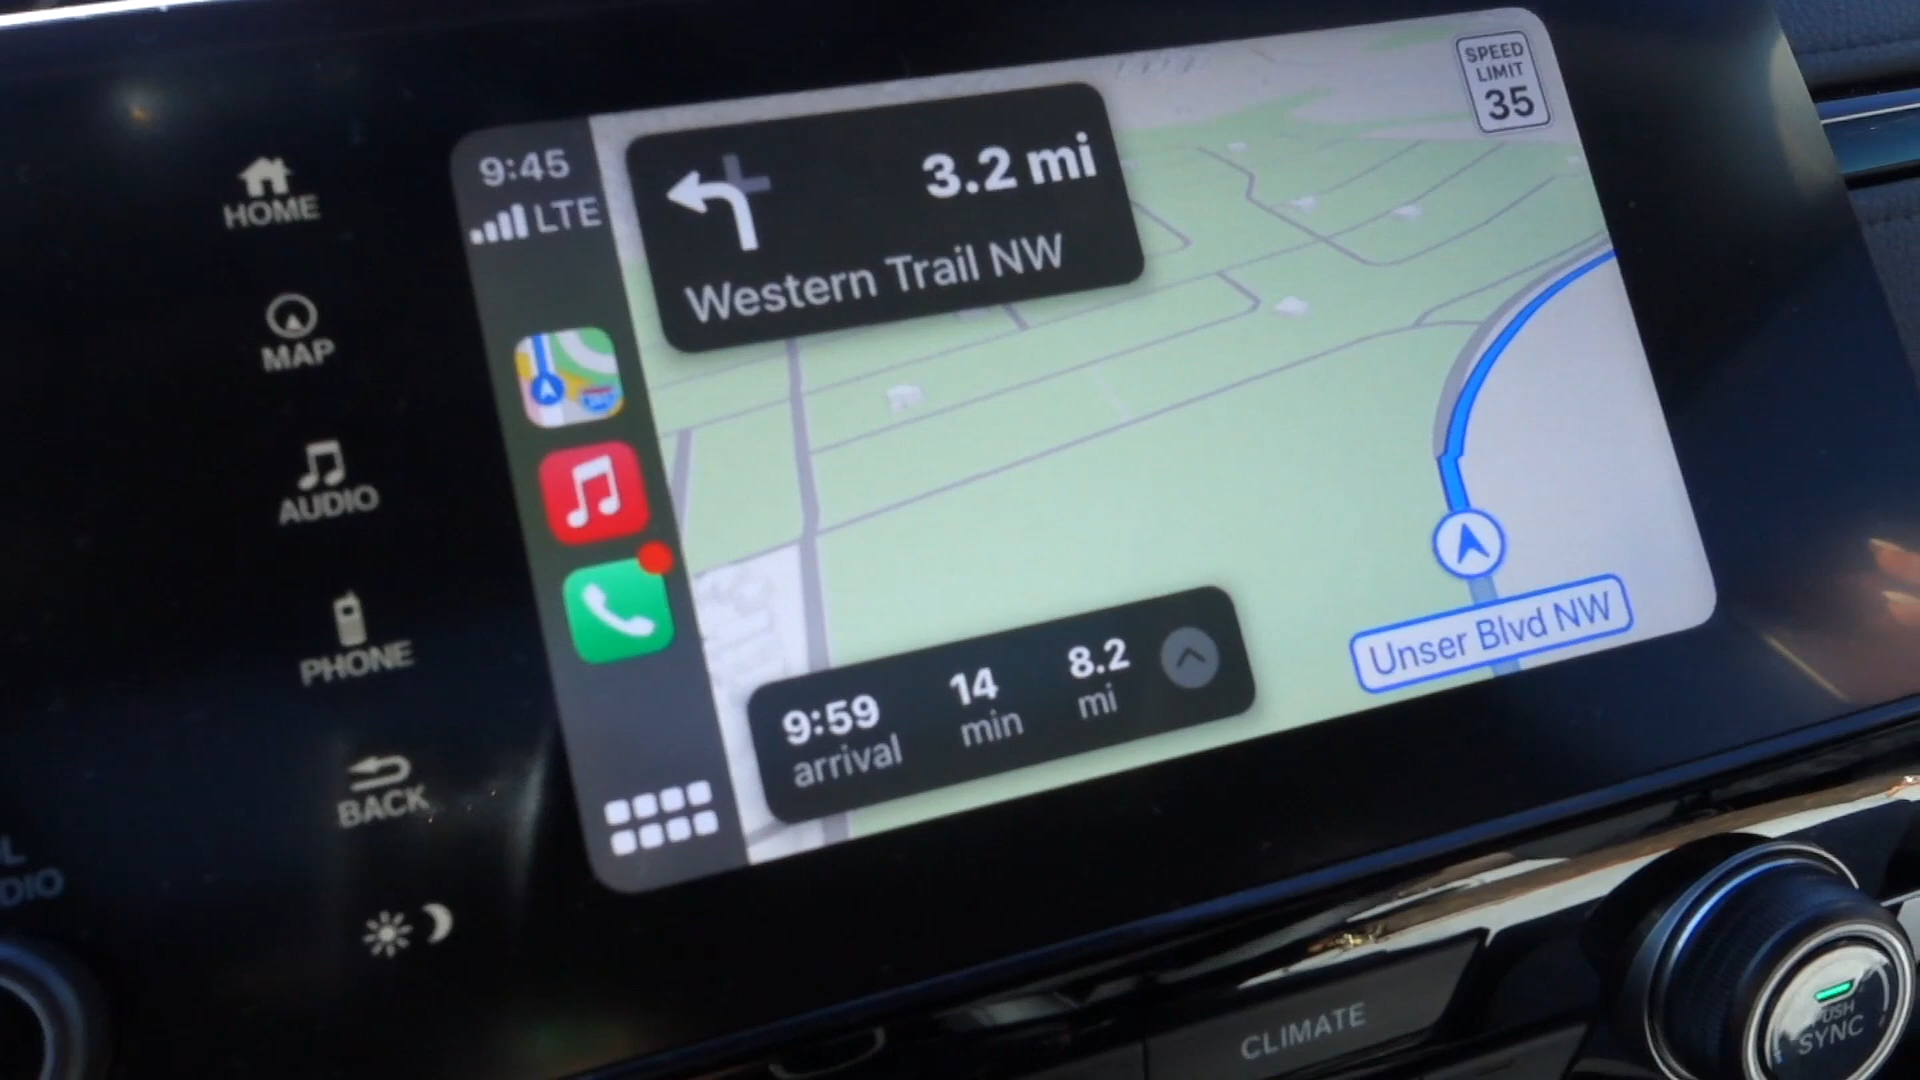 HOME
MAP
AUDIO
PHONE
BACK
9:45
LTE
3.2 mi
Western Trail NW
SPEED
LIMIT
35
9:59
arrival
14
min
8.2
mi
Unser Blvd NW
CLIMATE
PUSH
SYNC